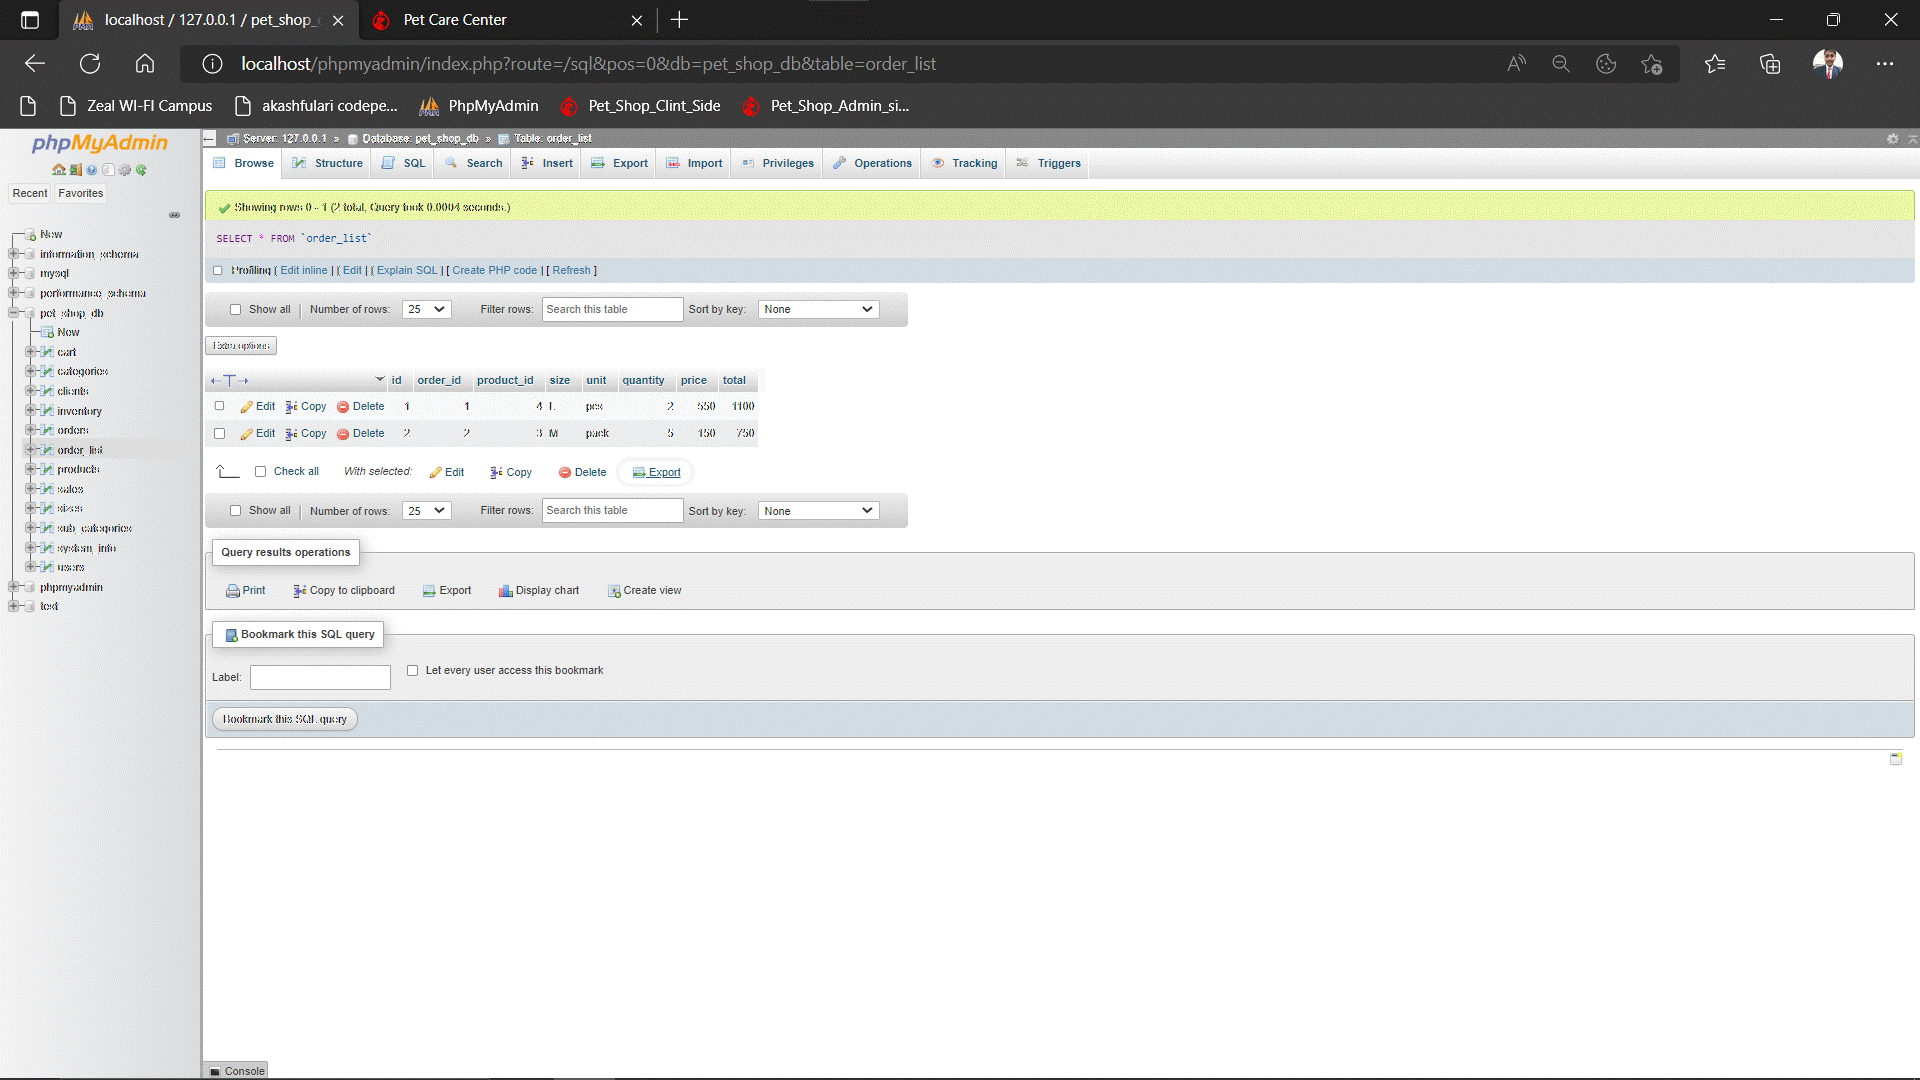 localhost / 127.0.0.1 / pet_shop_
Pet Care Center
localhost/phpmyadmin/index.php?route=/sql&pos=0&db=pet_shop_db&table=order_list
Zeal WI-FI Campus
akashfulari codepe...
PhpMyAdmin
Pet_Shop_Clint_Side
Pet_Shop_Admin_si...
phpMyAdmin
Recent
Favorites
New
information_schema
mysql
performance_schema
pet_shop_db
New
cart
categories
clients
inventory
orders
order_list
products
sales
sizes
sub_categories
system_info
users
phpmyadmin
test
Server: 127.0.0.1 » Database: pet_shop_db » Table: order_list
Browse Structure SQL Search Insert Export Import Privileges Operations Tracking Triggers
Showing rows 0 - 1 (2 total, Query took 0.0004 seconds.)
SELECT * FROM `order_list`
Profiling [ Edit inline ] [ Edit ] [ Explain SQL ] [ Create PHP code ] [ Refresh ]
Show all | Number of rows: 25 Filter rows: Search this table Sort by key: None
Extra options
←T→ id order_id product_id size unit quantity price total
Edit Copy Delete 1 1 4 L pcs 2 550 1100
Edit Copy Delete 2 2 3 M pack 5 150 750
Check all With selected: Edit Copy Delete Export
Show all | Number of rows: 25 Filter rows: Search this table Sort by key: None
Query results operations
Print Copy to clipboard Export Display chart Create view
Bookmark this SQL query
Label: Let every user access this bookmark
Bookmark this SQL query
Console